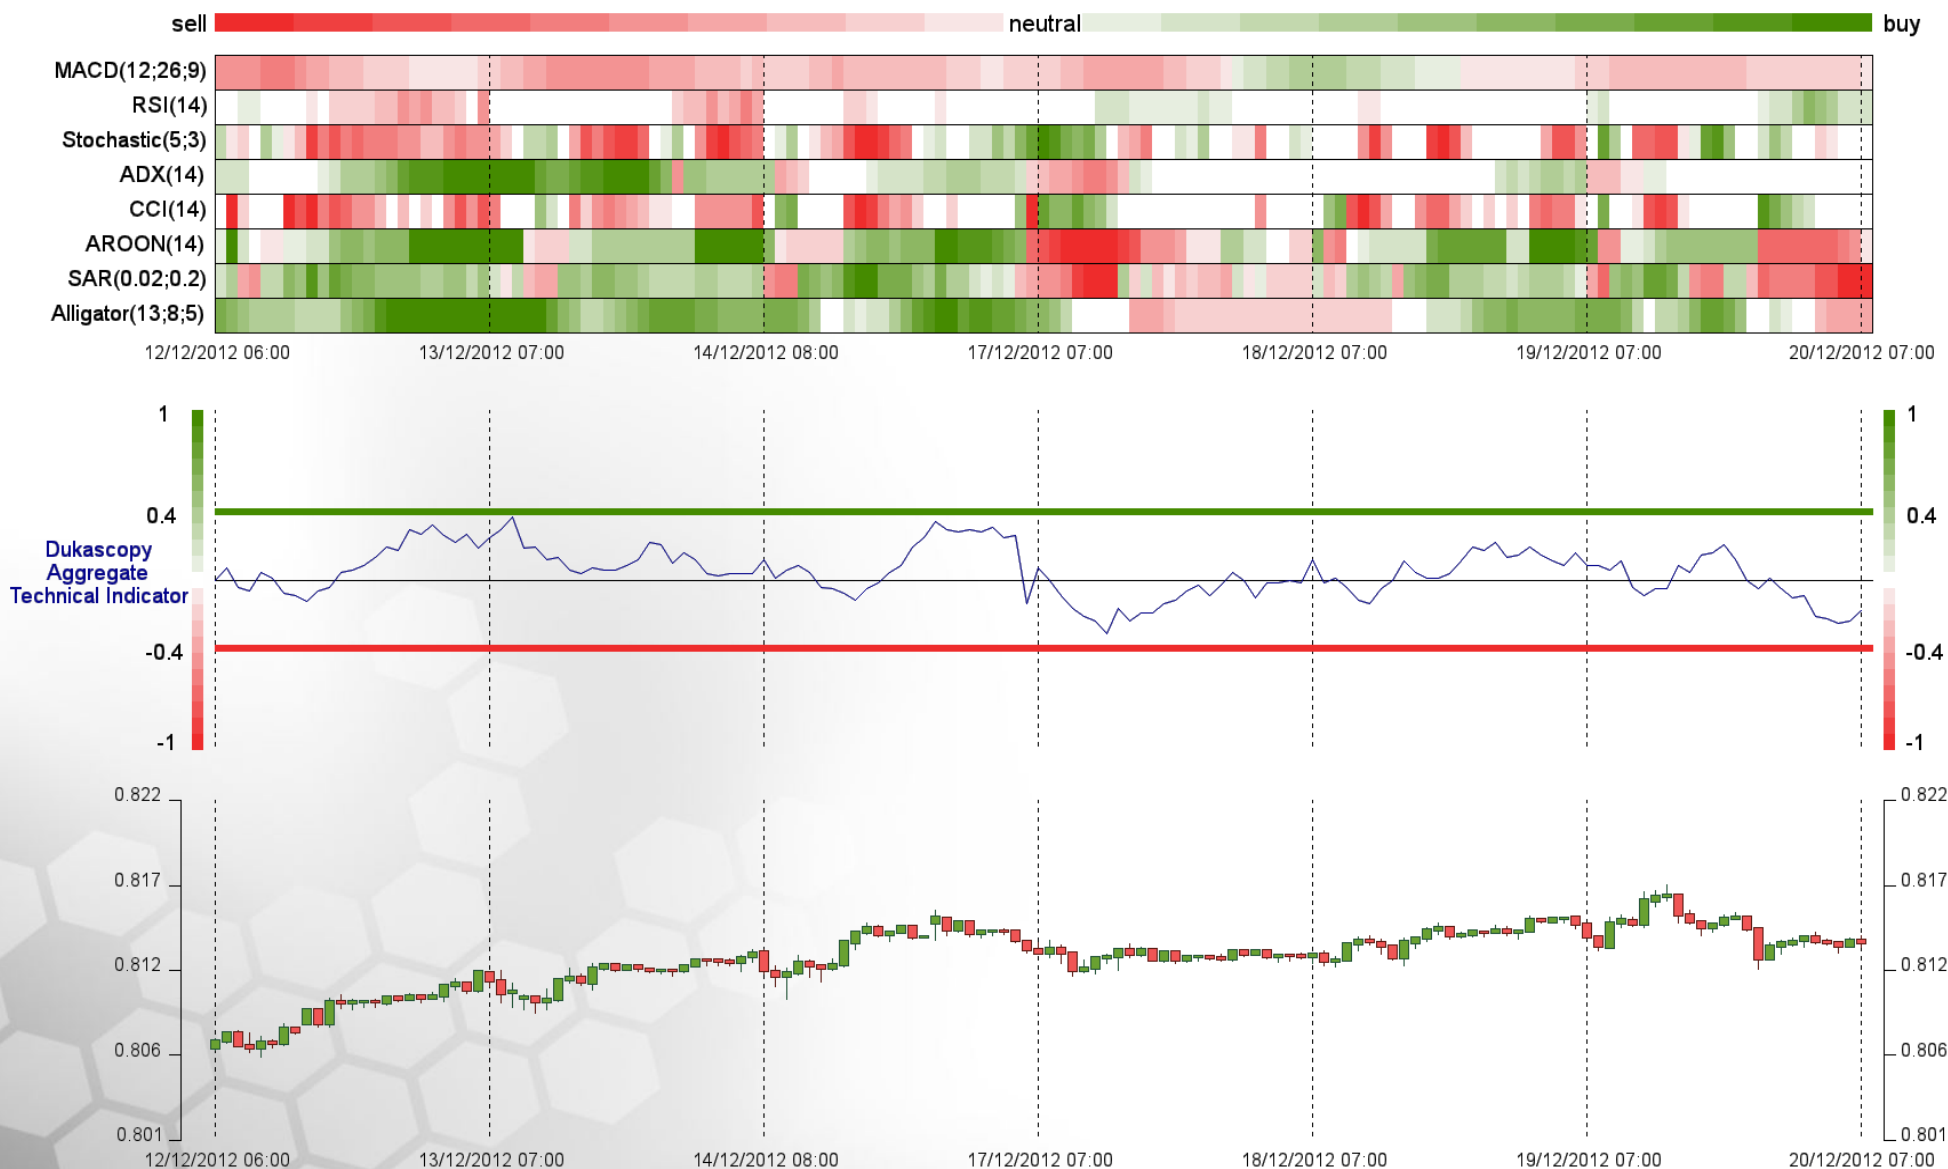 sell neutral buy
MACD(12;26;9)
RSI(14)
Stochastic(5;3)
ADX(14)
CCI(14)
AROON(14)
SAR(0.02;0.2)
Alligator(13;8;5)
12/12/2012 06:00 13/12/2012 07:00 14/12/2012 08:00 17/12/2012 07:00 18/12/2012 07:00 19/12/2012 07:00 20/12/2012 07:00
1 1
0.4 0.4
Dukascopy
Aggregate
Technical Indicator
-0.4 -0.4
-1 -1
0.822 0.822
0.817 0.817
0.812 0.812
0.806 0.806
0.801 0.801
12/12/2012 06:00 13/12/2012 07:00 14/12/2012 08:00 17/12/2012 07:00 18/12/2012 07:00 19/12/2012 07:00 20/12/2012 07:00